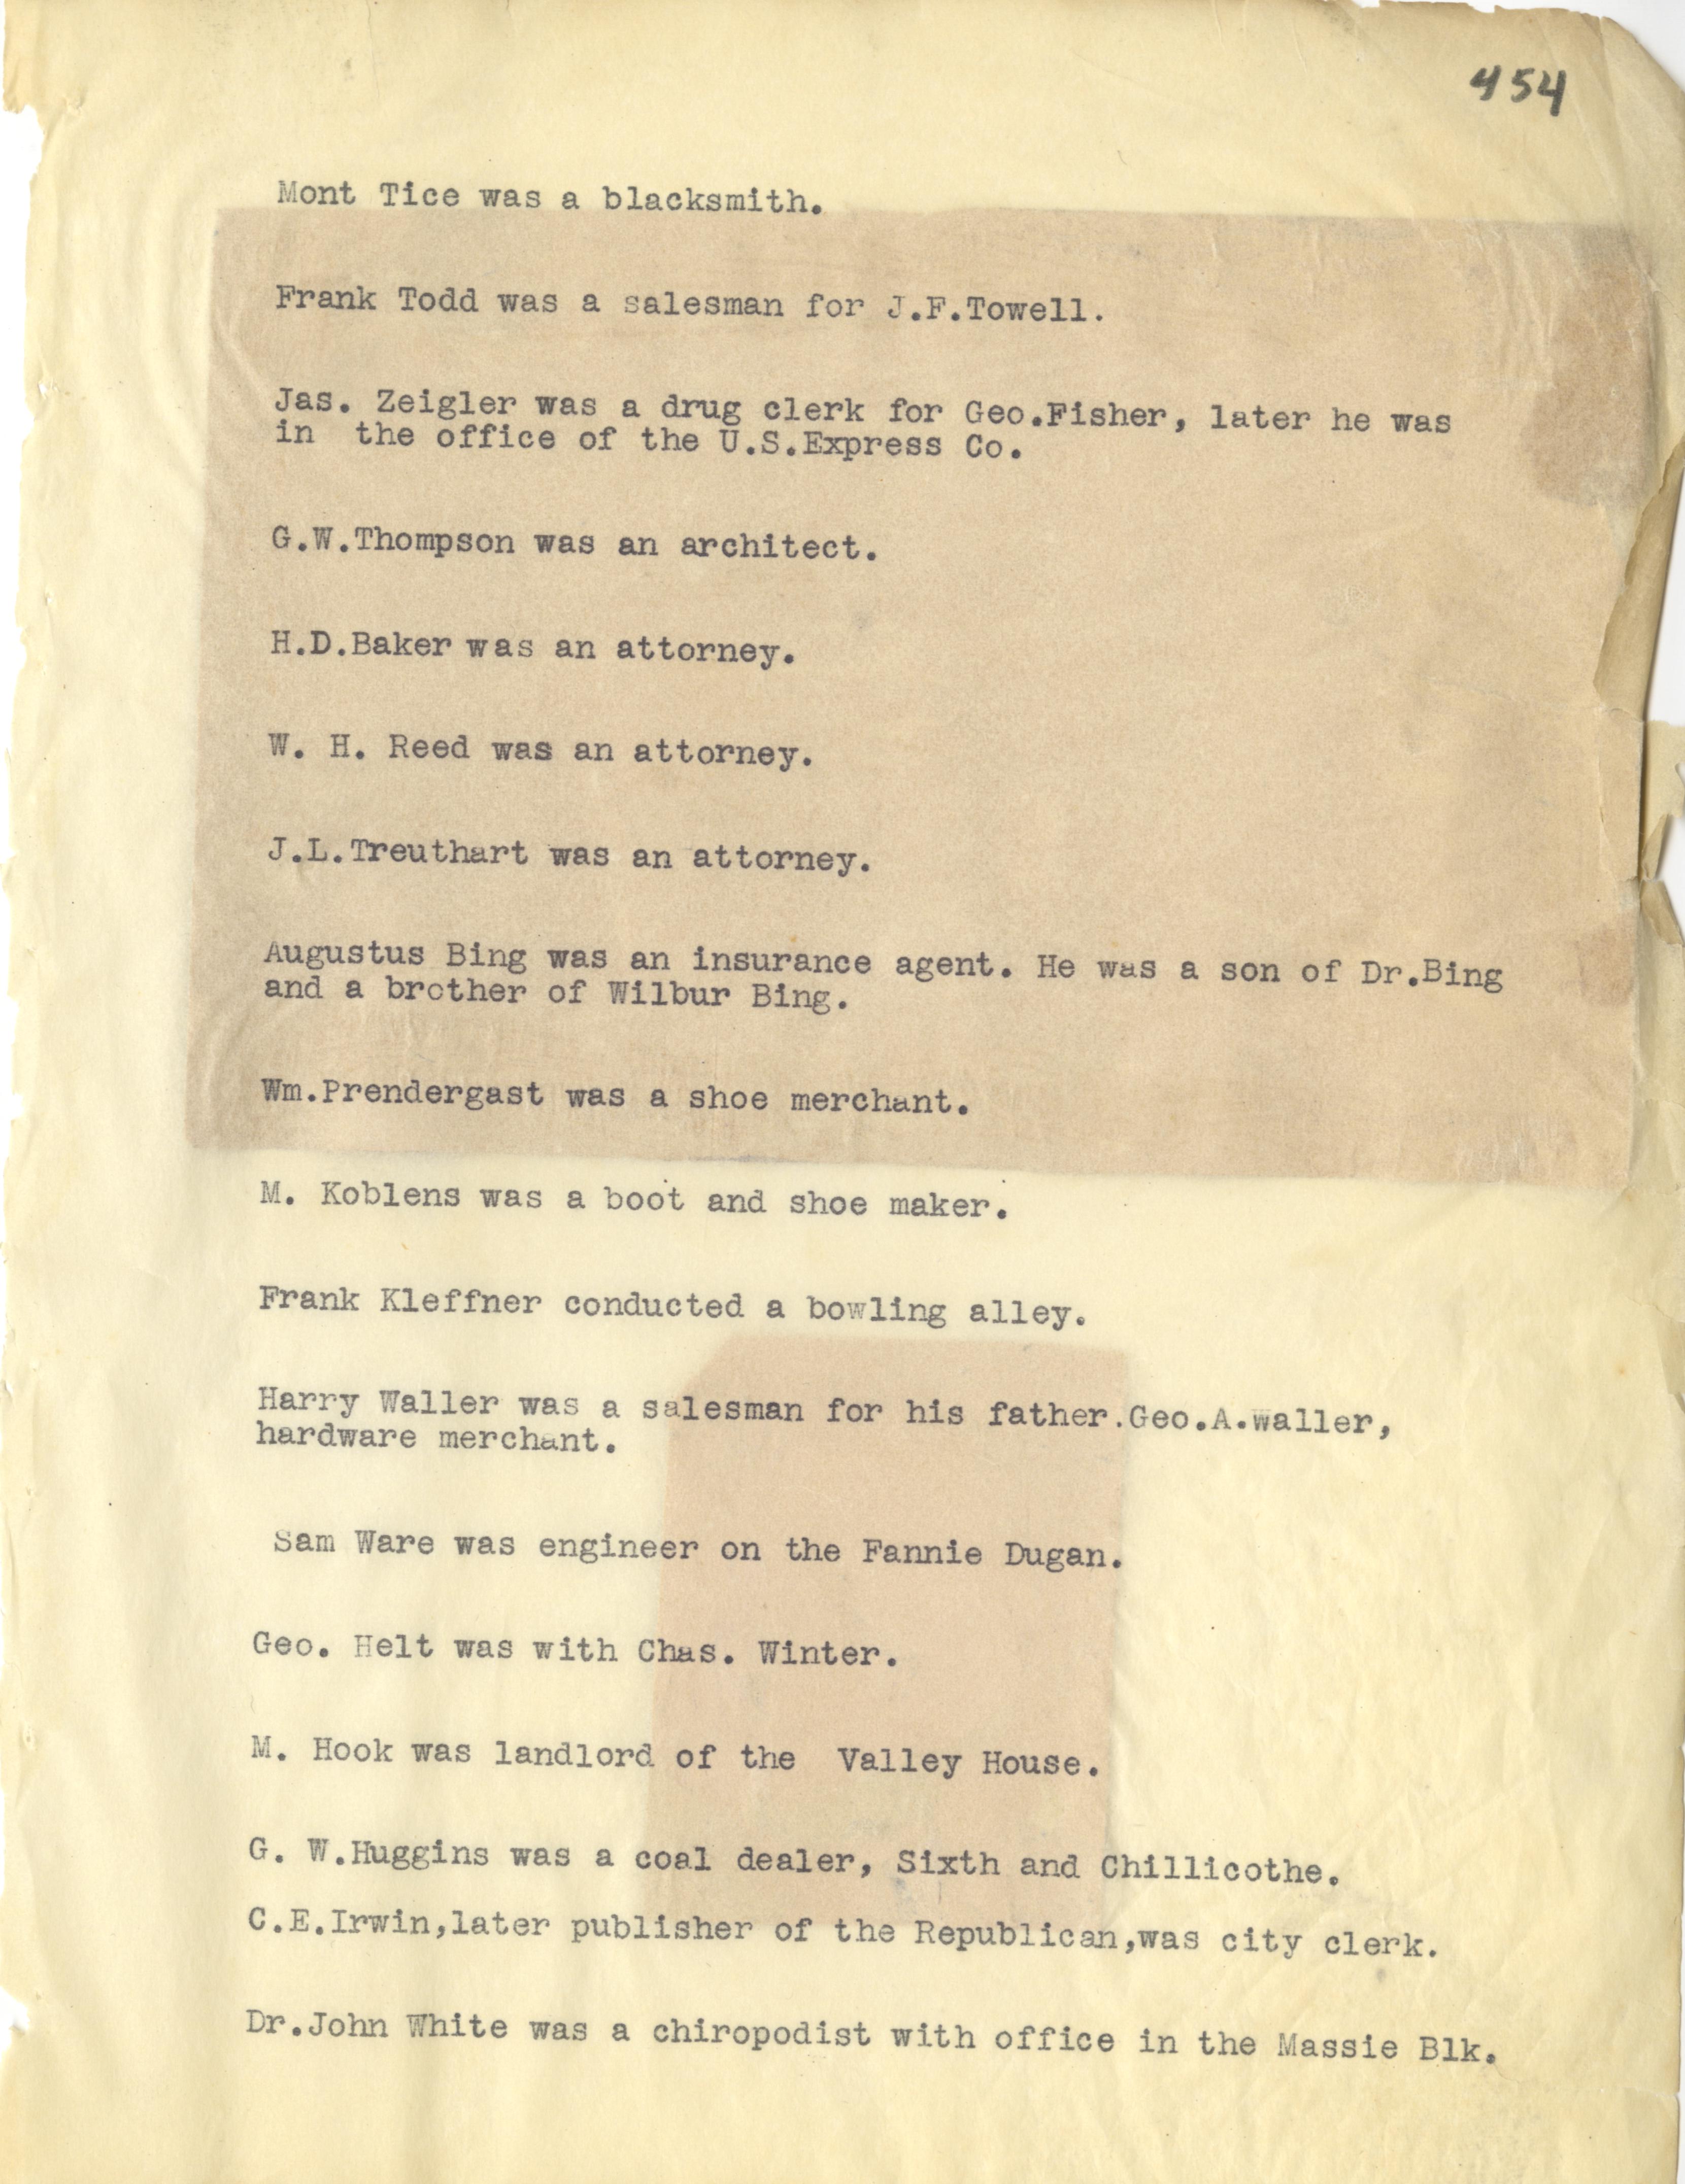 454
Mont Tice was a blacksmith.
Frank Todd was a salesman for J.F.Towell.
Jas. Zeigler was a drug clerk for Geo.Fisher, later he was
in  the office of the U.S.Express Co.
G.W.Thompson was an architect.
H.D.Baker was an attorney.
W. H. Reed was an attorney.
J.L.Treuthart was an attorney.
Augustus Bing was an insurance agent. He was a son of Dr.Bing
and a brother of Wilbur Bing.
Wm.Prendergast was a shoe merchant.
M. Koblens was a boot and shoe maker.
Frank Kleffner conducted a bowling alley.
Harry Waller was a salesman for his father.Geo.A.waller,
hardware merchant.
Sam Ware was engineer on the Fannie Dugan.
Geo. Helt was with Chas. Winter.
M. Hook was landlord of the  Valley House.
G. W.Huggins was a coal dealer, Sixth and Chillicothe.
C.E.Irwin,later publisher of the Republican,was city clerk.
Dr.John White was a chiropodist with office in the Massie Blk.